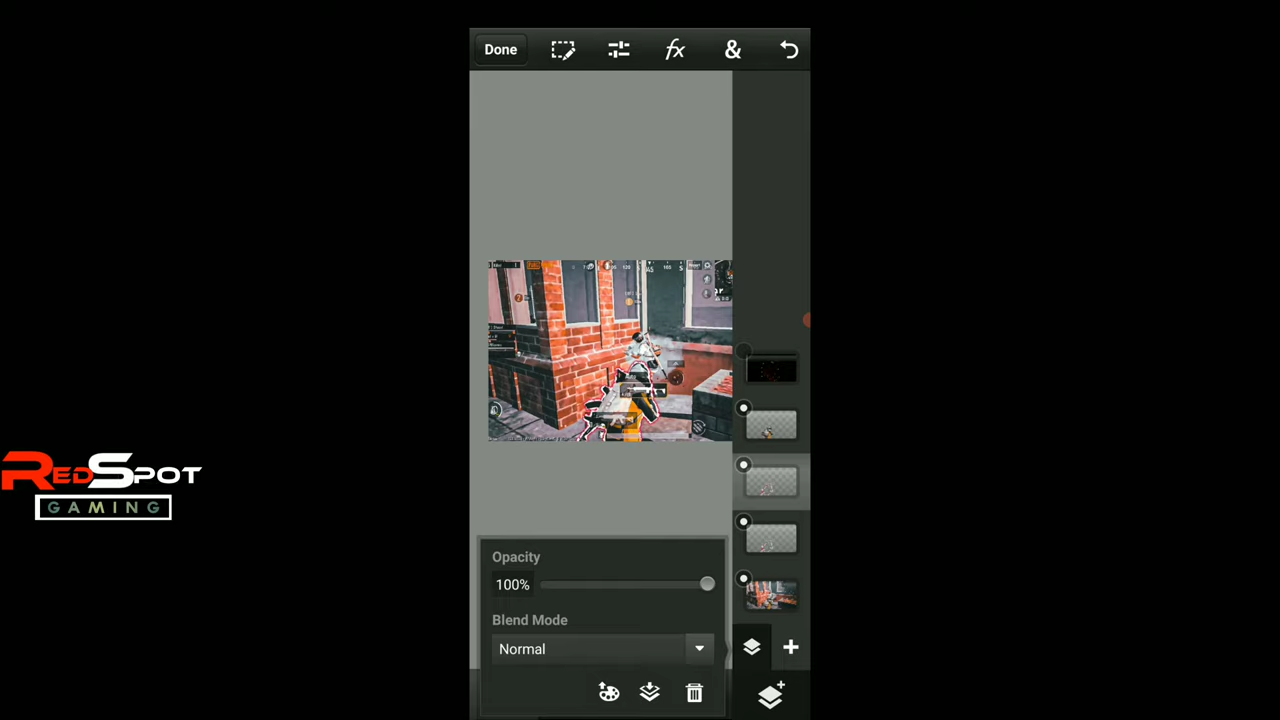 Done
fx
&
REDSPOT
GAMING
Opacity
100%
Blend Mode
Normal